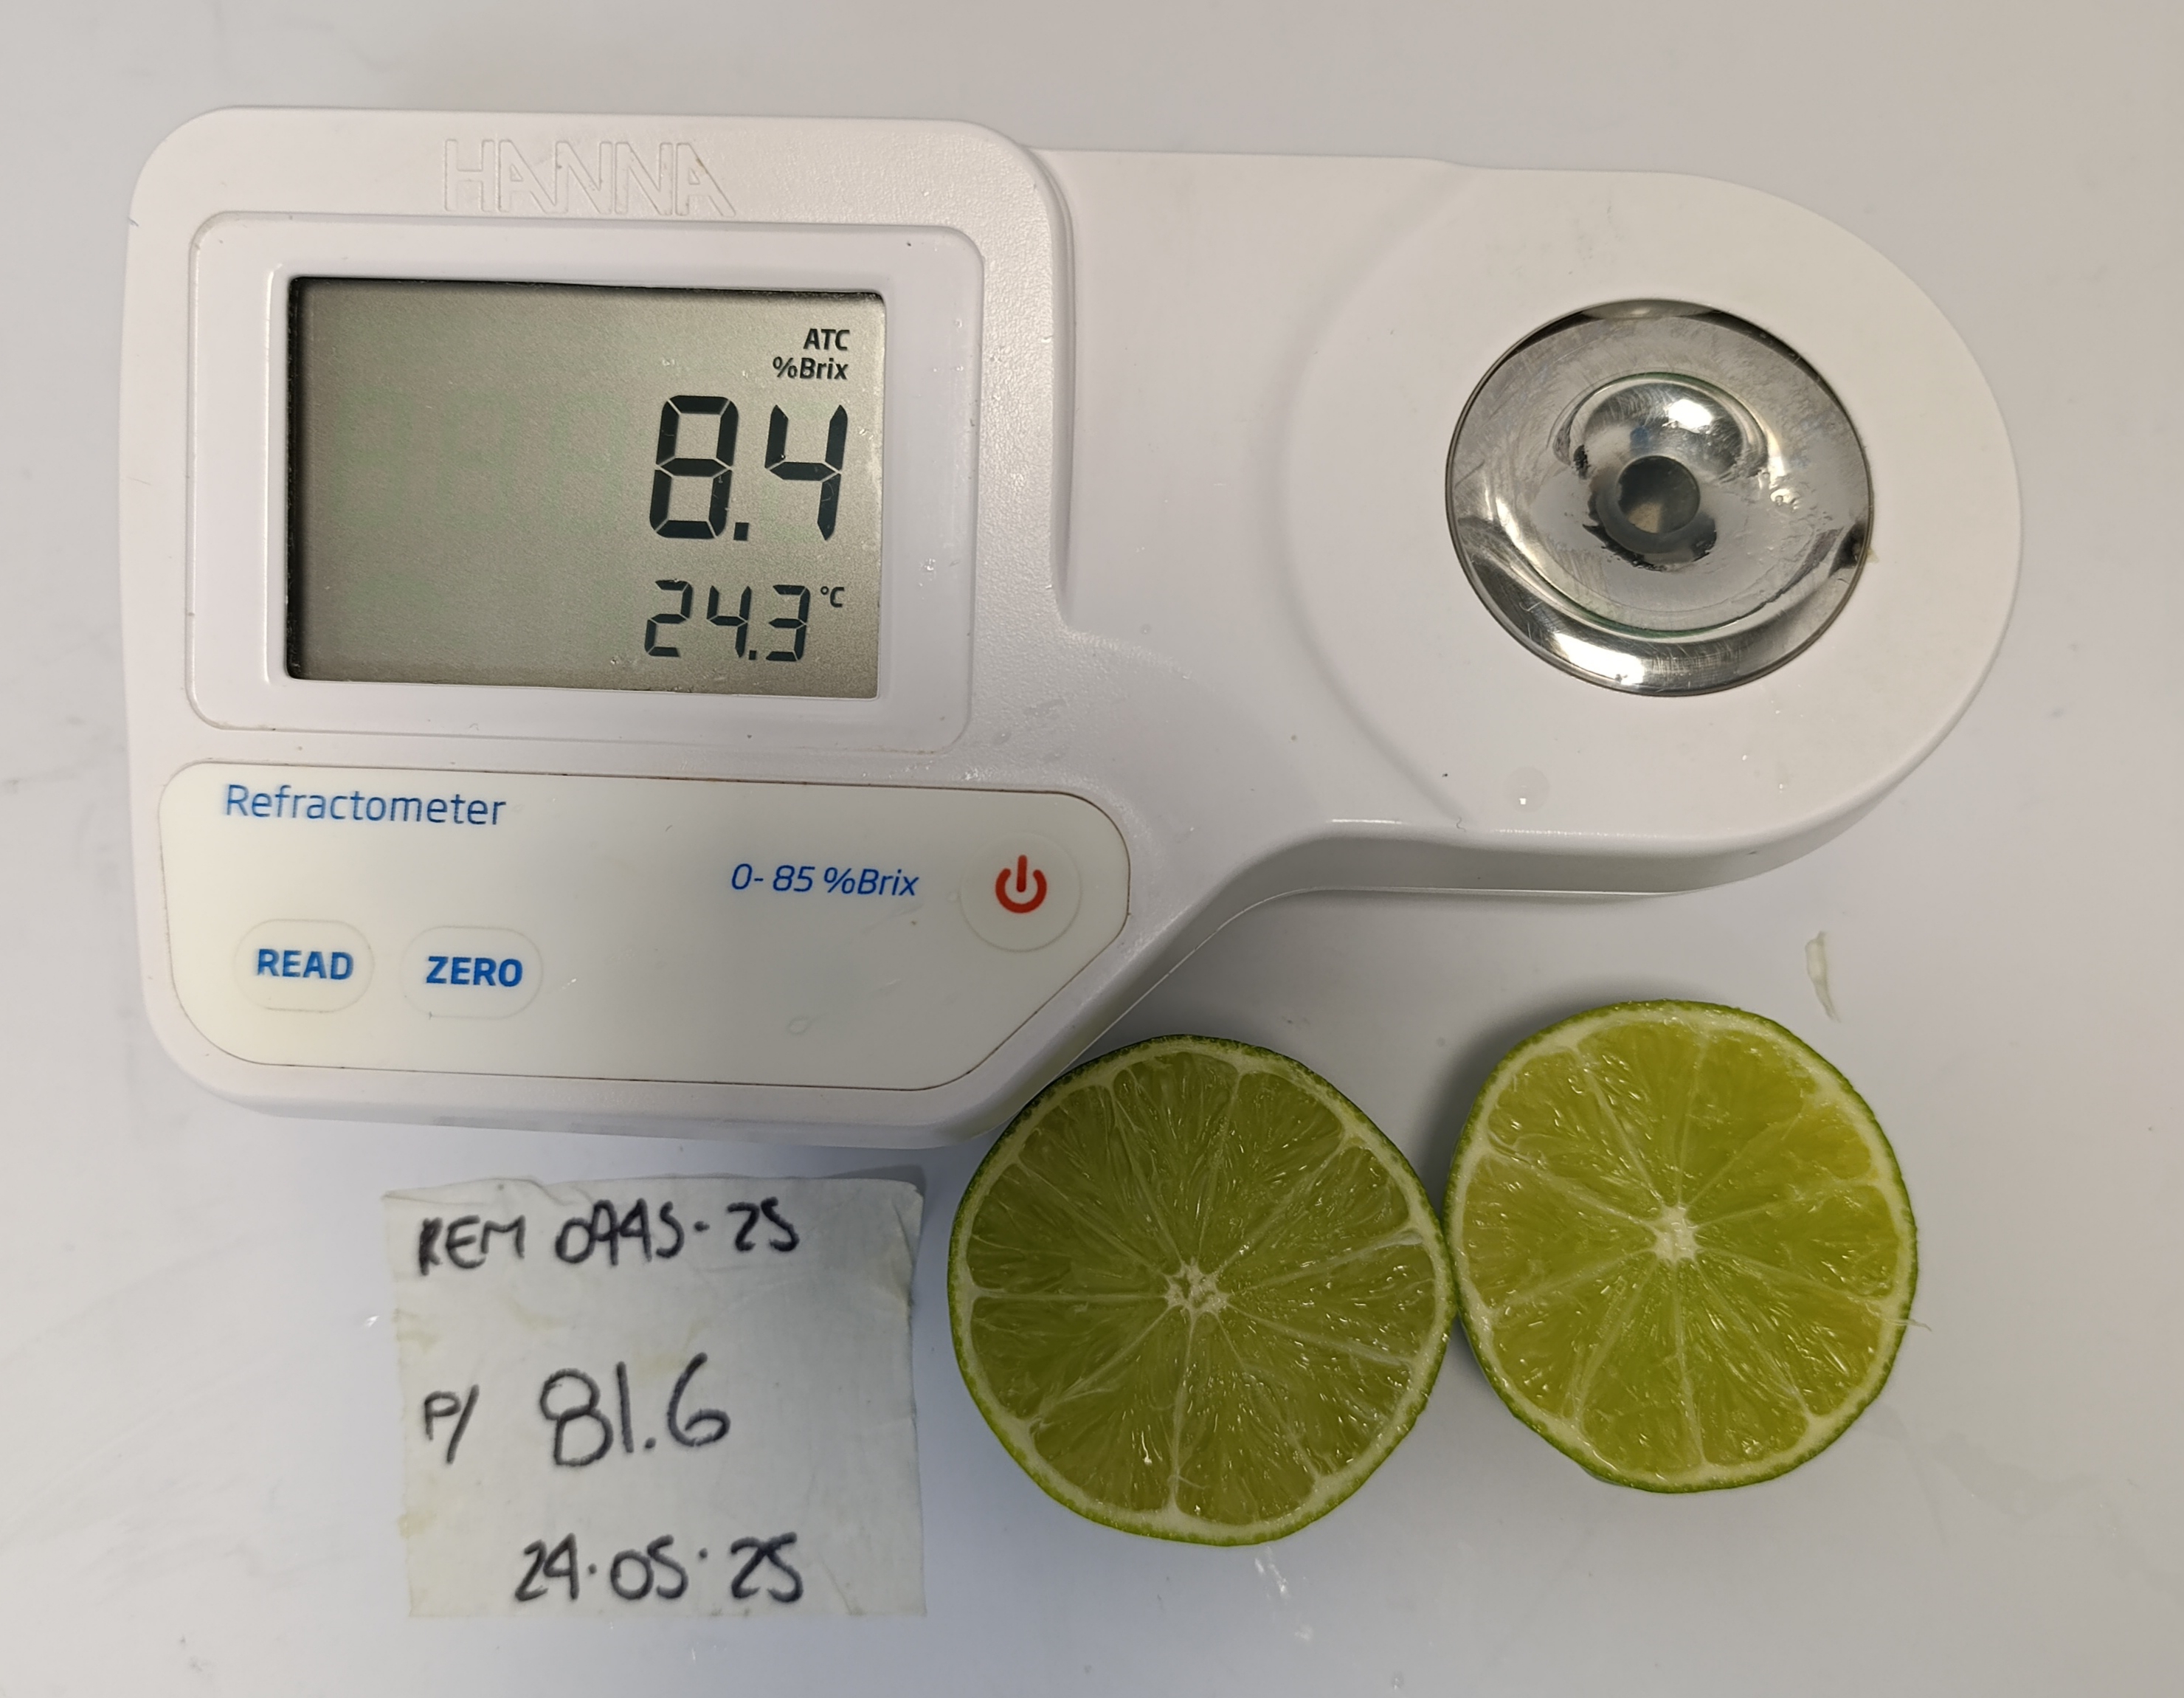 HANNA
ATC
%Brix
8.4
24.3 °C
Refractometer
0-85 %Brix
READ
ZERO
REM 0945-25
P/ 81.6
24.05.25